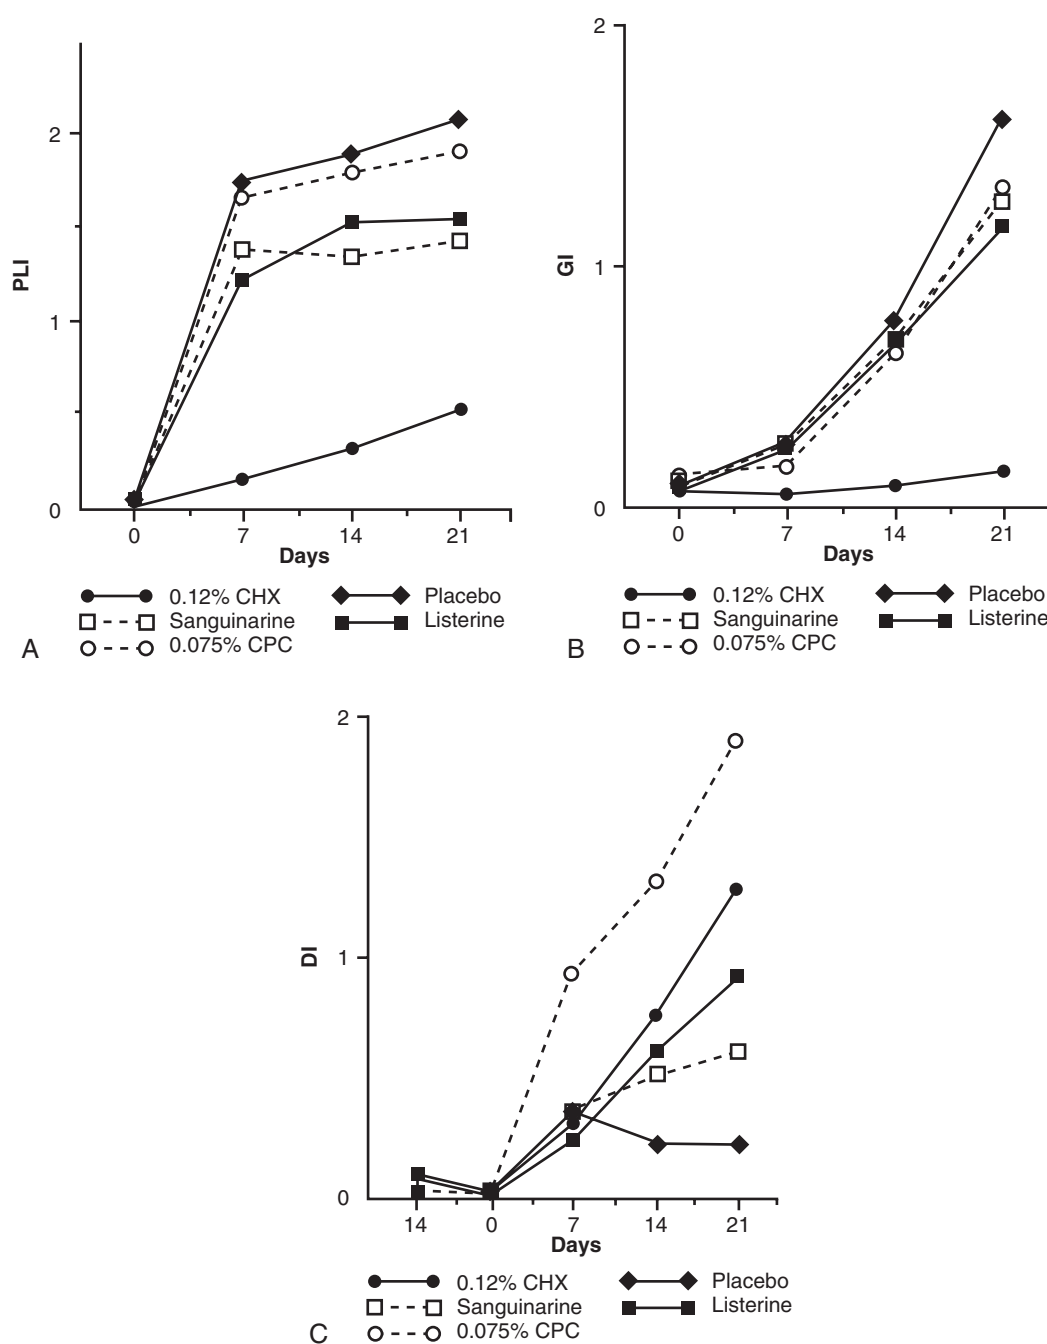 2
1
0
PLI
0 7 14 21
Days
0.12% CHX Placebo
Sanguinarine Listerine
0.075% CPC
A
2
1
0
GI
0 7 14 21
Days
0.12% CHX Placebo
Sanguinarine Listerine
0.075% CPC
B
2
1
0
DI
14 0 7 14 21
Days
0.12% CHX Placebo
Sanguinarine Listerine
0.075% CPC
C